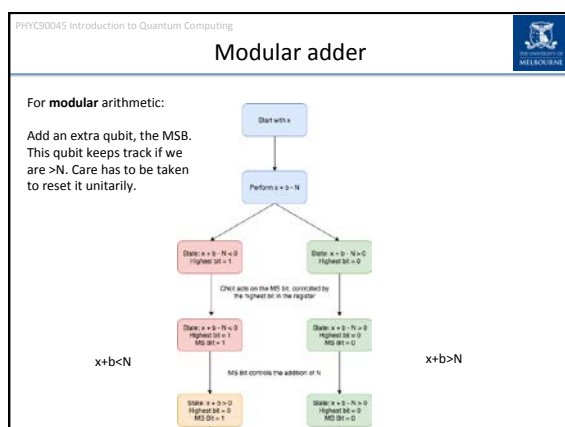 PHYC90045 Introduction to Quantum Computing
Modular adder
THE UNIVERSITY OF
MELBOURNE
For modular arithmetic:
Add an extra qubit, the MSB.
This qubit keeps track if we
are >N. Care has to be taken
to reset it unitarily.
Start with x
Perform x + b - N
State: x + b - N < 0
Highest bit = 1
State: x + b - N > 0
Highest bit = 0
CNot acts on the MS bit, controlled by
the highest bit in the register
State: x + b - N < 0
Highest bit = 1
MS Bit = 1
State: x + b - N > 0
Highest bit = 0
MS Bit = 0
x+b<N
x+b>N
MS Bit controls the addition of N
State: x + b > 0
Highest bit = 0
MS Bit = 1
State: x + b - N > 0
Highest bit = 0
MS Bit = 0